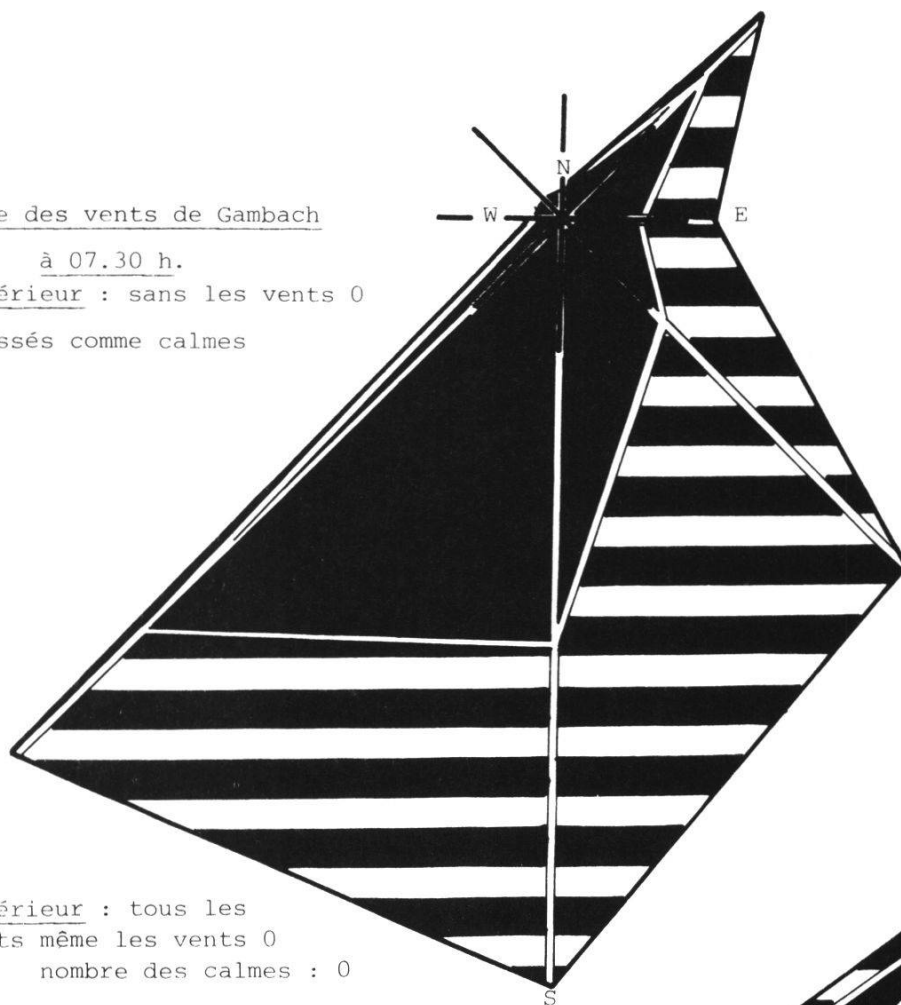 N
W
E
e des vents de Gambach
à 07.30 h.
érieur : sans les vents 0
ssés comme calmes
érieur : tous les
ts même les vents 0
nombre des calmes : 0
S